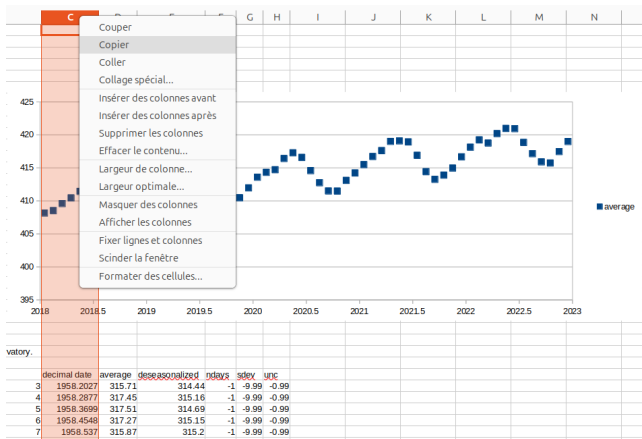 C D E F G H I J K L M N
Couper
Copier
Coller
Collage spécial...
Insérer des colonnes avant
Insérer des colonnes après
Supprimer les colonnes
Effacer le contenu...
Largeur de colonne...
Largeur optimale...
Masquer des colonnes
Afficher les colonnes
Fixer lignes et colonnes
Scinder la fenêtre
Formater des cellules...
425
420
415
410
405
400
395
average
2018 2018.5 2019 2019.5 2020 2020.5 2021 2021.5 2022 2022.5 2023
vatory.
decimal date average deseasonalized ndays sdev unc
3 1958.2027 315.71 314.44 -1 -9.99 -0.99
4 1958.2877 317.45 315.16 -1 -9.99 -0.99
5 1958.3699 317.51 314.69 -1 -9.99 -0.99
6 1958.4548 317.27 315.15 -1 -9.99 -0.99
7 1958.537 315.87 315.2 -1 -9.99 -0.99